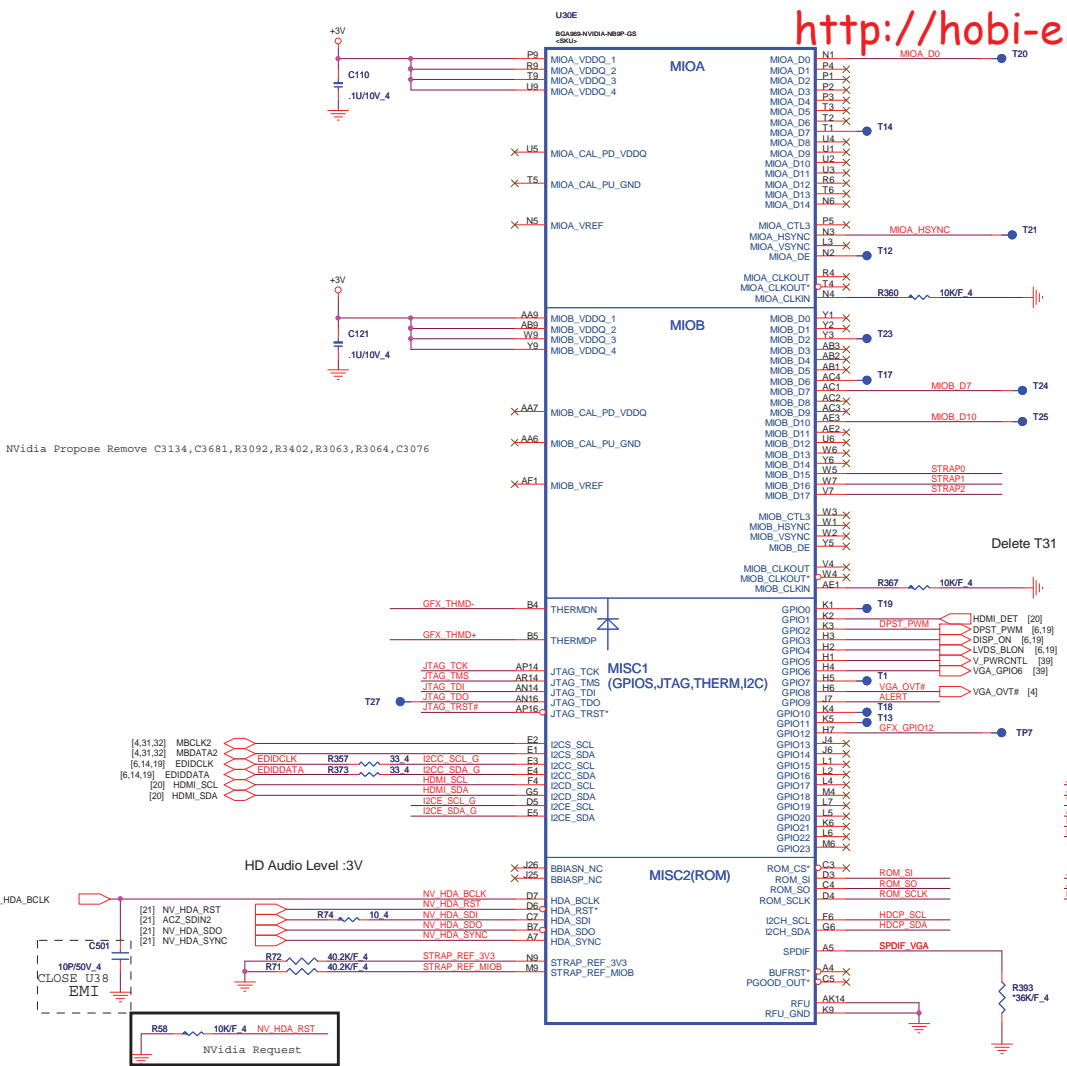 http://hobi-e
U30E
BGA969-NVIDIA-NB9P-GS
<SKU>
+3V
C110
.1U/10V_4
MIOA
P9 MIOA_VDDQ_1
R9 MIOA_VDDQ_2
T9 MIOA_VDDQ_3
U9 MIOA_VDDQ_4
U5 MIOA_CAL_PD_VDDQ
T5 MIOA_CAL_PU_GND
N5 MIOA_VREF
MIOA_D0 N1 MIOA_D0 T20
MIOA_D1 P4
MIOA_D2 P1
MIOA_D3 P2
MIOA_D4 P3
MIOA_D5 T3
MIOA_D6 T2
MIOA_D7 T1 T14
MIOA_D8 U4
MIOA_D9 U1
MIOA_D10 U2
MIOA_D11 U3
MIOA_D12 R6
MIOA_D13 T6
MIOA_D14 N6
MIOA_CTL3 P5
MIOA_HSYNC N3 MIOA_HSYNC T21
MIOA_VSYNC L3
MIOA_DE N2 T12
MIOA_CLKOUT R4
MIOA_CLKOUT* T4
MIOA_CLKIN N4 R360 10K/F_4
+3V
C121
.1U/10V_4
MIOB
AA9 MIOB_VDDQ_1
AB9 MIOB_VDDQ_2
W9 MIOB_VDDQ_3
Y9 MIOB_VDDQ_4
AA7 MIOB_CAL_PD_VDDQ
AA6 MIOB_CAL_PU_GND
AF1 MIOB_VREF
NVidia Propose Remove C3134,C3681,R3092,R3402,R3063,R3064,C3076
MIOB_D0 Y1
MIOB_D1 Y2
MIOB_D2 Y3 T23
MIOB_D3 AB3
MIOB_D4 AB2
MIOB_D5 AB1
MIOB_D6 AC4 T17
MIOB_D7 AC1 MIOB_D7 T24
MIOB_D8 AC2
MIOB_D9 AC3
MIOB_D10 AE3 MIOB_D10 T25
MIOB_D11 AE2
MIOB_D12 U6
MIOB_D13 W6
MIOB_D14 Y6
MIOB_D15 W5 STRAP0
MIOB_D16 W7 STRAP1
MIOB_D17 V7 STRAP2
MIOB_CTL3 W3
MIOB_HSYNC W1
MIOB_VSYNC W2
MIOB_DE Y5
Delete T31
MIOB_CLKOUT V4
MIOB_CLKOUT* W4
MIOB_CLKIN AE1 R367 10K/F_4
MISC1
(GPIOS,JTAG,THERM,I2C)
GFX_THMD- B4 THERMDN
GFX_THMD+ B5 THERMDP
JTAG_TCK AP14 JTAG_TCK
JTAG_TMS AR14 JTAG_TMS
JTAG_TDI AN14 JTAG_TDI
T27 JTAG_TDO AN16 JTAG_TDO
JTAG_TRST# AP16 JTAG_TRST*
[4,31,32] MBCLK2 E2 I2CS_SCL
[4,31,32] MBDATA2 E1 I2CS_SDA
[6,14,19] EDIDCLK EDIDCLK R357 33_4 I2CC_SCL_G E3 I2CC_SCL
[6,14,19] EDIDDATA EDIDDATA R373 33_4 I2CC_SDA_G E4 I2CC_SDA
[20] HDMI_SCL HDMI_SCL F4 I2CD_SCL
[20] HDMI_SDA HDMI_SDA G5 I2CD_SDA
I2CE_SCL_G D5 I2CE_SCL
I2CE_SDA_G E5 I2CE_SDA
GPIO0 K1 T19
GPIO1 K2 HDMI_DET [20]
GPIO2 K3 DPST_PWM DPST_PWM [6,19]
GPIO3 H3 DISP_ON [6,19]
GPIO4 H2 LVDS_BLON [6,19]
GPIO5 H1 V_PWRCNTL [39]
GPIO6 H4 VGA_GPIO6 [39]
GPIO7 H5 T1
GPIO8 H6 VGA_OVT# VGA_OVT# [4]
GPIO9 J7 ALERT
GPIO10 K4 T18
GPIO11 K5 T13
GPIO12 H7 GFX_GPIO12 TP7
GPIO13 J4
GPIO14 J6
GPIO15 L1
GPIO16 L2
GPIO17 L4
GPIO18 M4
GPIO19 L7
GPIO20 L5
GPIO21 K6
GPIO22 L6
GPIO23 M6
HD Audio Level :3V
MISC2(ROM)
J26 BBIASN_NC
J25 BBIASP_NC
_HDA_BCLK NV_HDA_BCLK D7 HDA_BCLK
[21] NV_HDA_RST NV_HDA_RST D6 HDA_RST*
[21] ACZ_SDIN2 R74 10_4 NV_HDA_SDI C7 HDA_SDI
[21] NV_HDA_SDO NV_HDA_SDO B7 HDA_SDO
[21] NV_HDA_SYNC NV_HDA_SYNC A7 HDA_SYNC
R72 40.2K/F_4 STRAP_REF_3V3 N9 STRAP_REF_3V3
R71 40.2K/F_4 STRAP_REF_MIOB M9 STRAP_REF_MIOB
C501
10P/50V_4
CLOSE U38
EMI
R58 10K/F_4 NV_HDA_RST
NVidia Request
ROM_CS* C3
ROM_SI D3 ROM_SI
ROM_SO C4 ROM_SO
ROM_SCLK D4 ROM_SCLK
I2CH_SCL F6 HDCP_SCL
I2CH_SDA G6 HDCP_SDA
SPDIF A5 SPDIF_VGA
BUFRST* A4
PGOOD_OUT* C5
RFU AK14
RFU_GND K9
R393
*36K/F_4